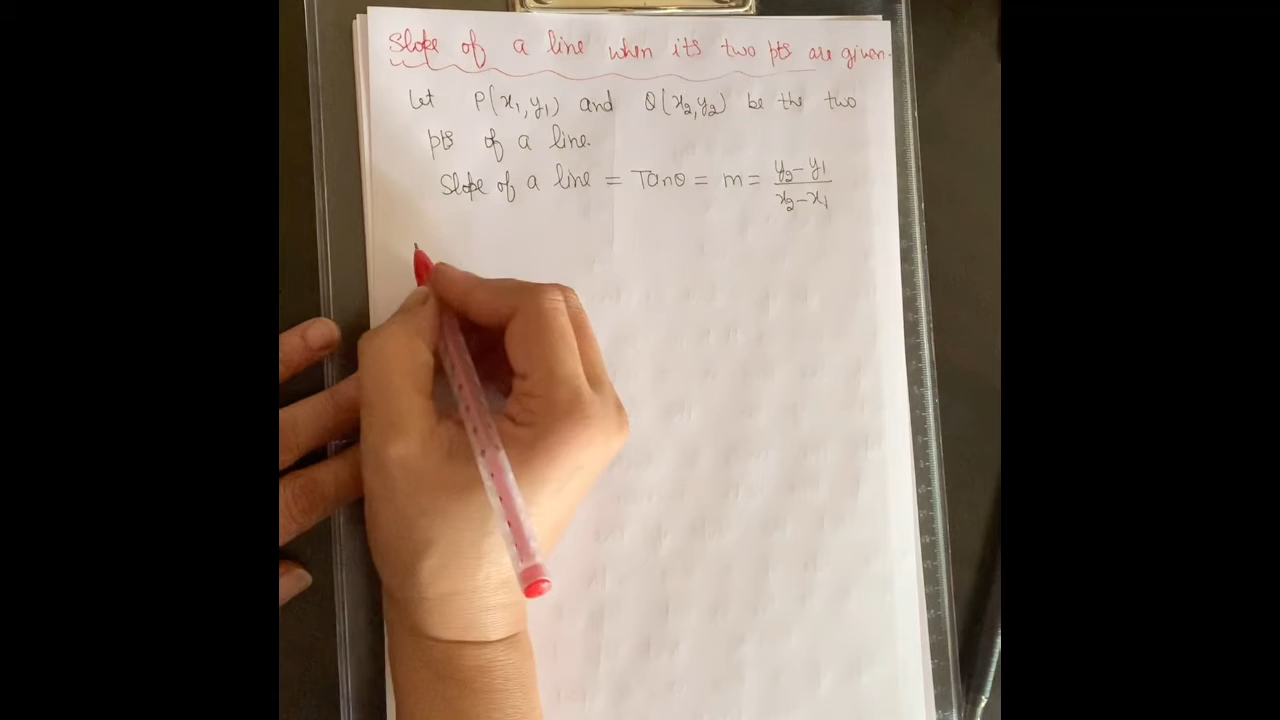 Slope of a line when its two pts are given.
Let P(x₁,y₁) and Q(x₂,y₂) be the two
pts of a line.
Slope of a line = Tanθ = m = (y₂-y₁)/(x₂-x₁)